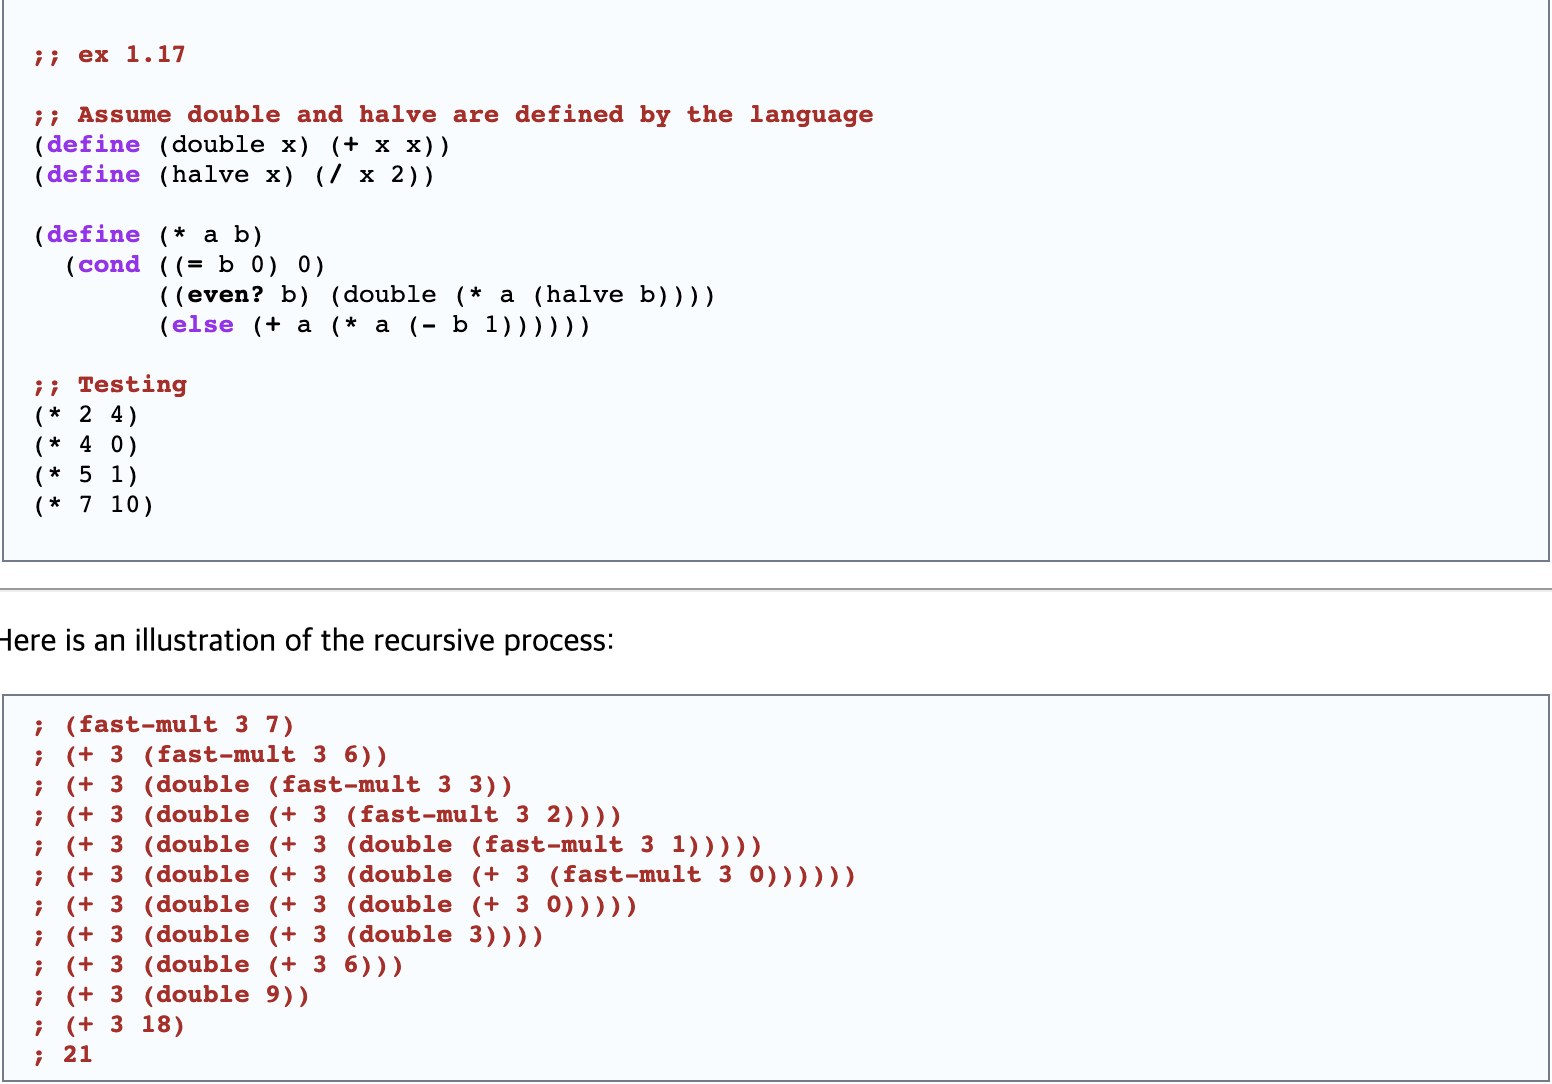 ;; ex 1.17
;; Assume double and halve are defined by the language
(define (double x) (+ x x))
(define (halve x) (/ x 2))
(define (* a b)
(cond ((= b 0) 0)
((even? b) (double (* a (halve b))))
(else (+ a (* a (- b 1))))))
;; Testing
(* 2 4)
(* 4 0)
(* 5 1)
(* 7 10)
Here is an illustration of the recursive process:
; (fast-mult 3 7)
; (+ 3 (fast-mult 3 6))
; (+ 3 (double (fast-mult 3 3))
; (+ 3 (double (+ 3 (fast-mult 3 2))))
; (+ 3 (double (+ 3 (double (fast-mult 3 1)))))
; (+ 3 (double (+ 3 (double (+ 3 (fast-mult 3 0))))))
; (+ 3 (double (+ 3 (double (+ 3 0)))))
; (+ 3 (double (+ 3 (double 3))))
; (+ 3 (double (+ 3 6)))
; (+ 3 (double 9))
; (+ 3 18)
; 21